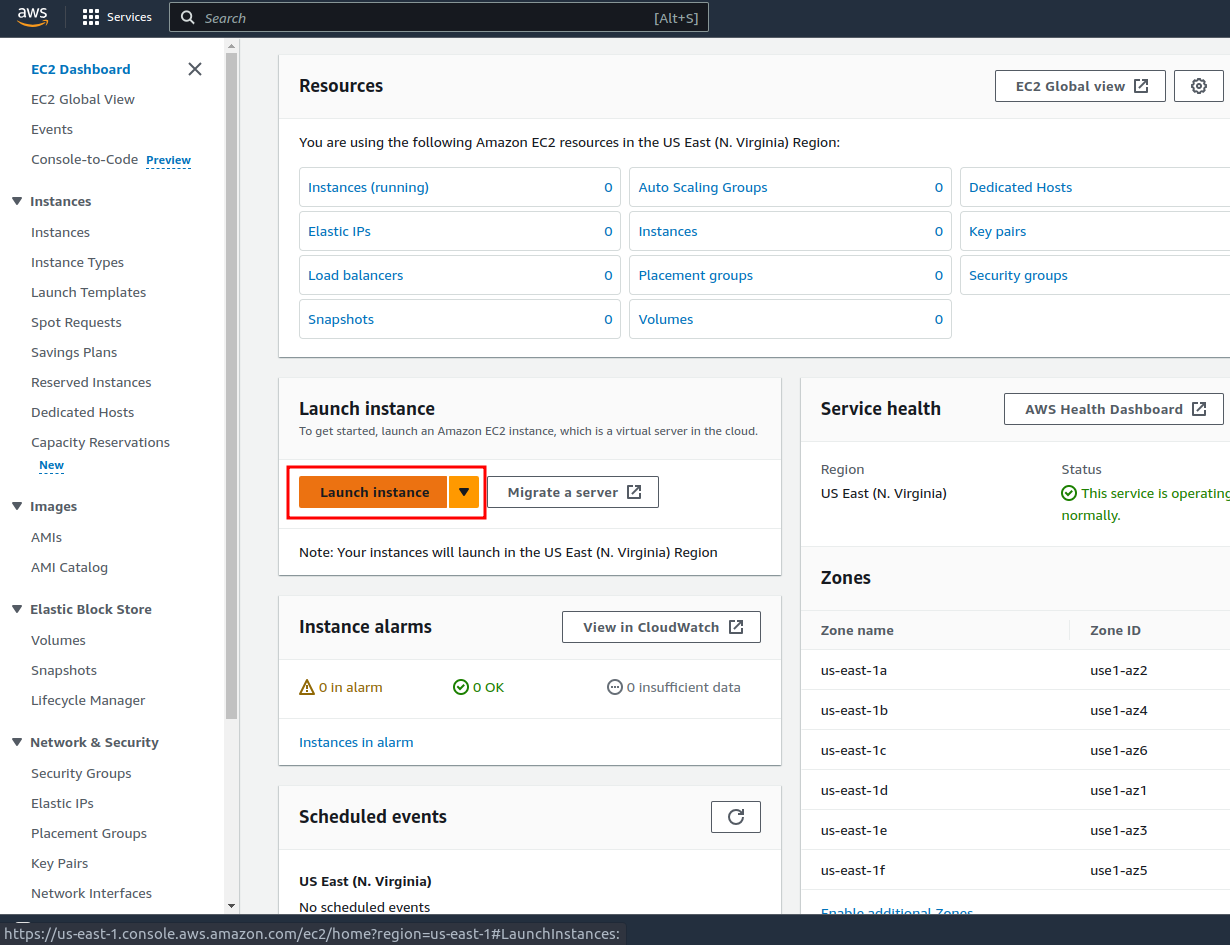 aws
Services
Search
[Alt+S]
EC2 Dashboard
EC2 Global View
Events
Console-to-Code Preview
Instances
Instances
Instance Types
Launch Templates
Spot Requests
Savings Plans
Reserved Instances
Dedicated Hosts
Capacity Reservations
New
Images
AMIs
AMI Catalog
Elastic Block Store
Volumes
Snapshots
Lifecycle Manager
Network & Security
Security Groups
Elastic IPs
Placement Groups
Key Pairs
Network Interfaces
Resources
EC2 Global view
You are using the following Amazon EC2 resources in the US East (N. Virginia) Region:
Instances (running) 0
Auto Scaling Groups 0
Dedicated Hosts
Elastic IPs 0
Instances 0
Key pairs
Load balancers 0
Placement groups 0
Security groups
Snapshots 0
Volumes 0
Launch instance
To get started, launch an Amazon EC2 instance, which is a virtual server in the cloud.
Launch instance
Migrate a server
Note: Your instances will launch in the US East (N. Virginia) Region
Instance alarms
View in CloudWatch
0 in alarm
0 OK
0 insufficient data
Instances in alarm
Scheduled events
US East (N. Virginia)
No scheduled events
Service health
AWS Health Dashboard
Region
US East (N. Virginia)
Status
This service is operating
normally.
Zones
Zone name Zone ID
us-east-1a use1-az2
us-east-1b use1-az4
us-east-1c use1-az6
us-east-1d use1-az1
us-east-1e use1-az3
us-east-1f use1-az5
Enable additional Zones
https://us-east-1.console.aws.amazon.com/ec2/home?region=us-east-1#LaunchInstances: